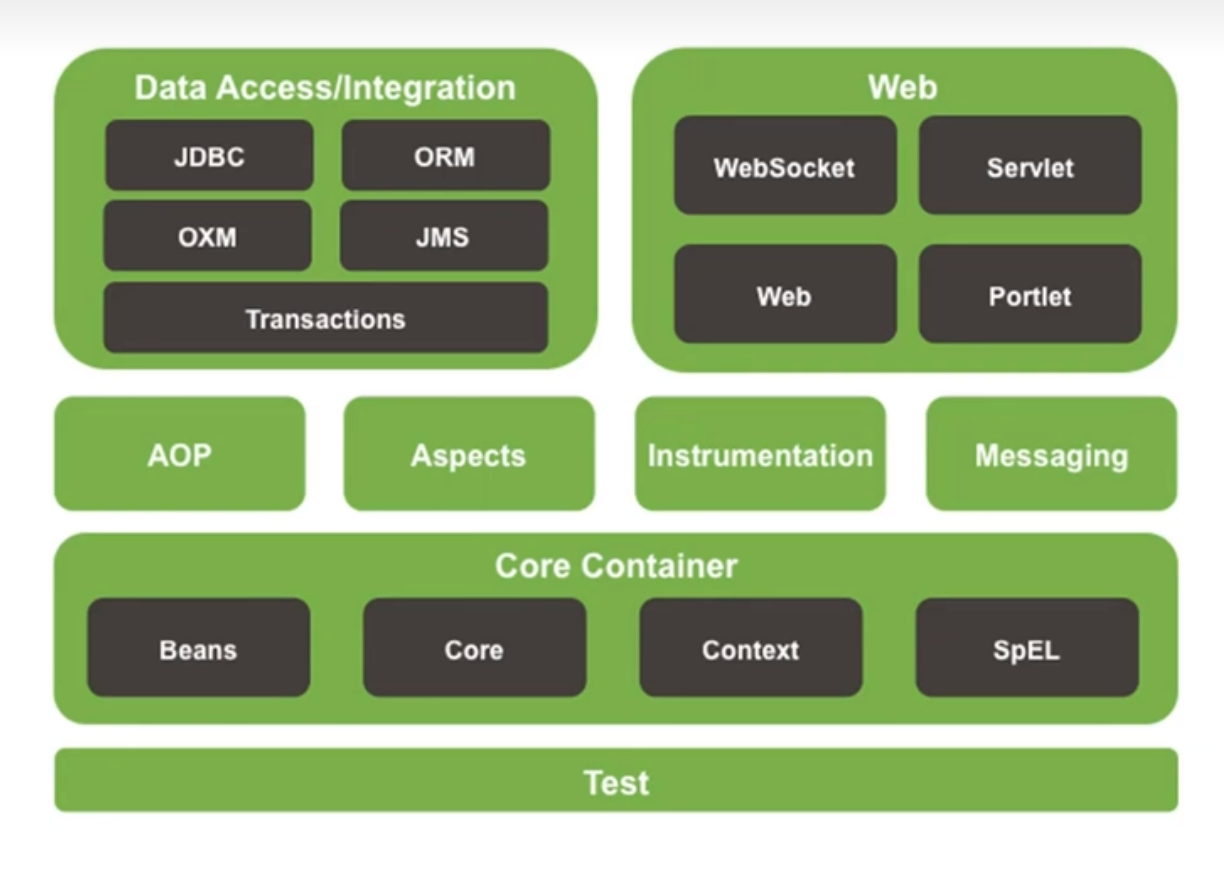 Data Access/Integration
JDBC
ORM
OXM
JMS
Transactions
Web
WebSocket
Servlet
Web
Portlet
AOP
Aspects
Instrumentation
Messaging
Core Container
Beans
Core
Context
SpEL
Test